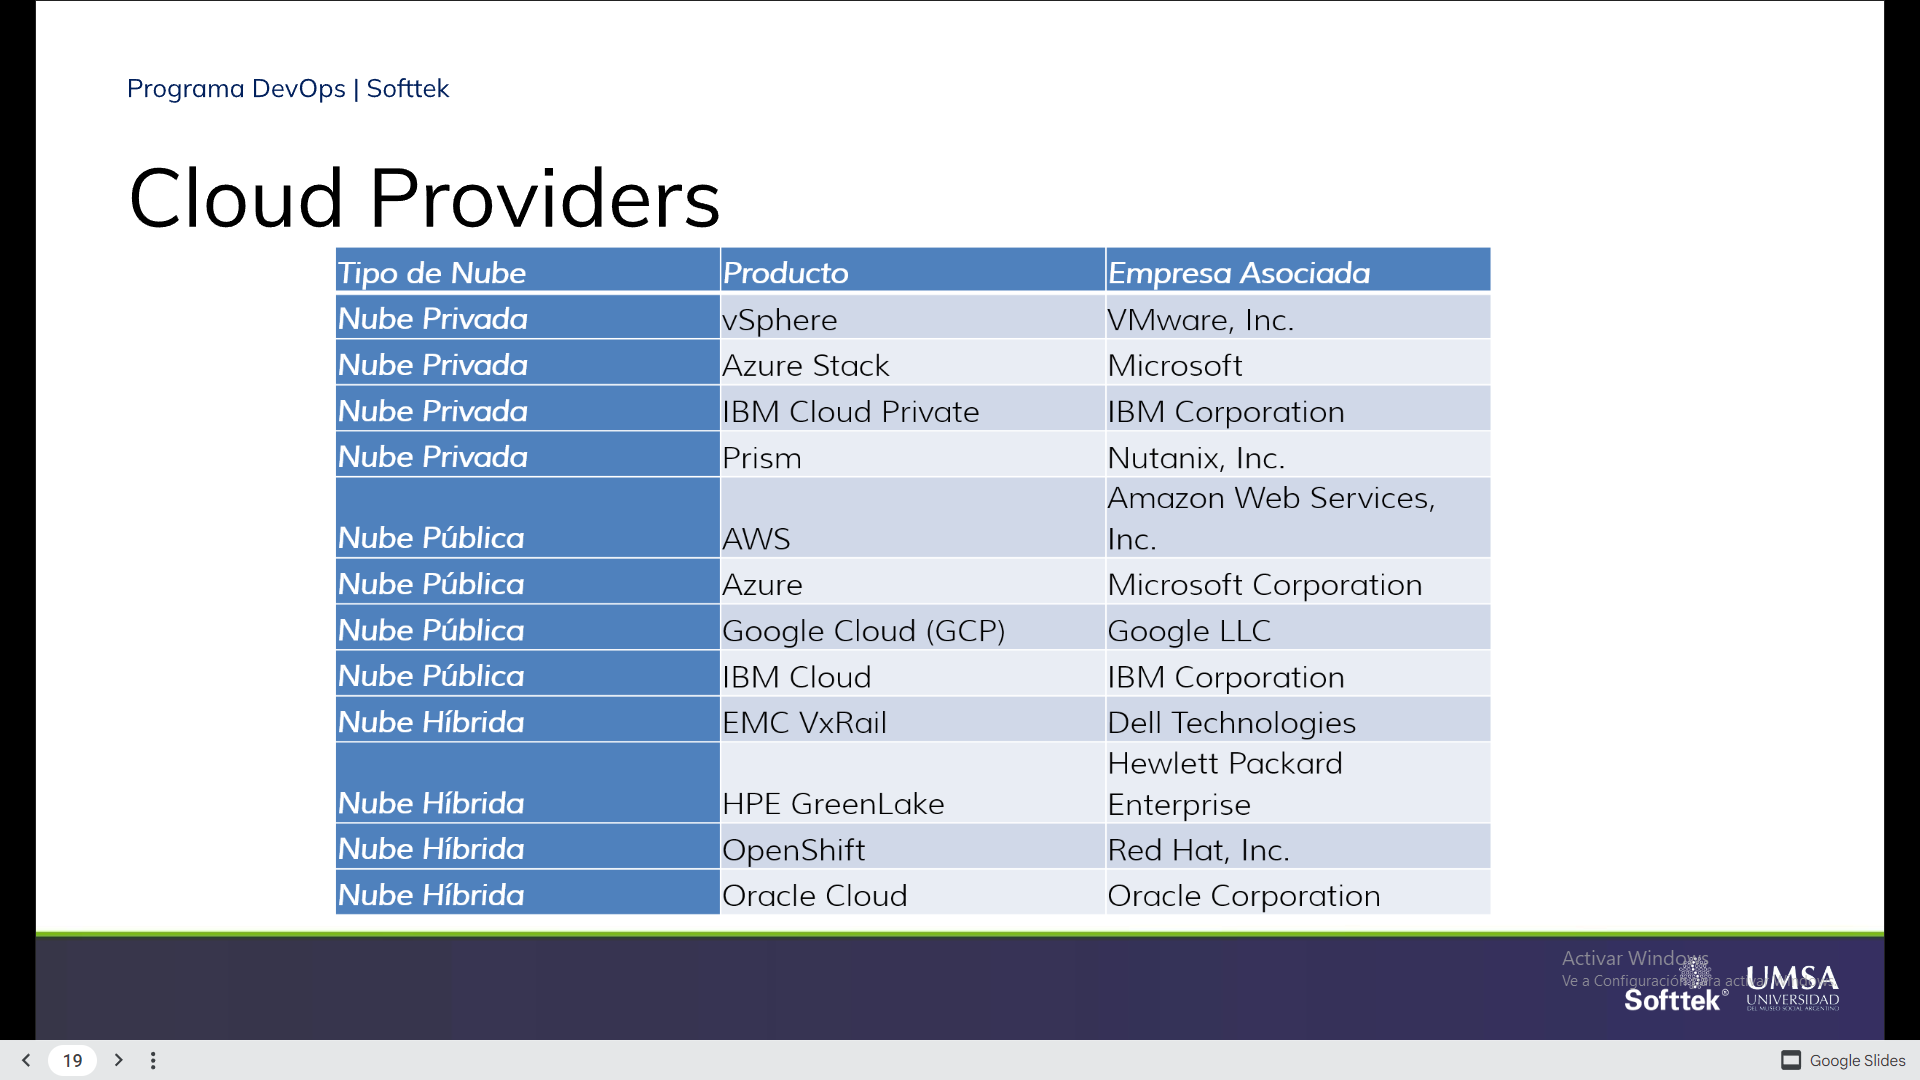 Programa DevOps | Softtek
Cloud Providers
Tipo de Nube Producto Empresa Asociada
Nube Privada vSphere VMware, Inc.
Nube Privada Azure Stack Microsoft
Nube Privada IBM Cloud Private IBM Corporation
Nube Privada Prism Nutanix, Inc.
Amazon Web Services,
Nube Pública AWS Inc.
Nube Pública Azure Microsoft Corporation
Nube Pública Google Cloud (GCP) Google LLC
Nube Pública IBM Cloud IBM Corporation
Nube Híbrida EMC VxRail Dell Technologies
Hewlett Packard
Nube Híbrida HPE GreenLake Enterprise
Nube Híbrida OpenShift Red Hat, Inc.
Nube Híbrida Oracle Cloud Oracle Corporation
Activar Windows
Ve a Configuración para activar Windows.
Softtek®
UMSA
UNIVERSIDAD
DEL MUSEO SOCIAL ARGENTINO
19
Google Slides